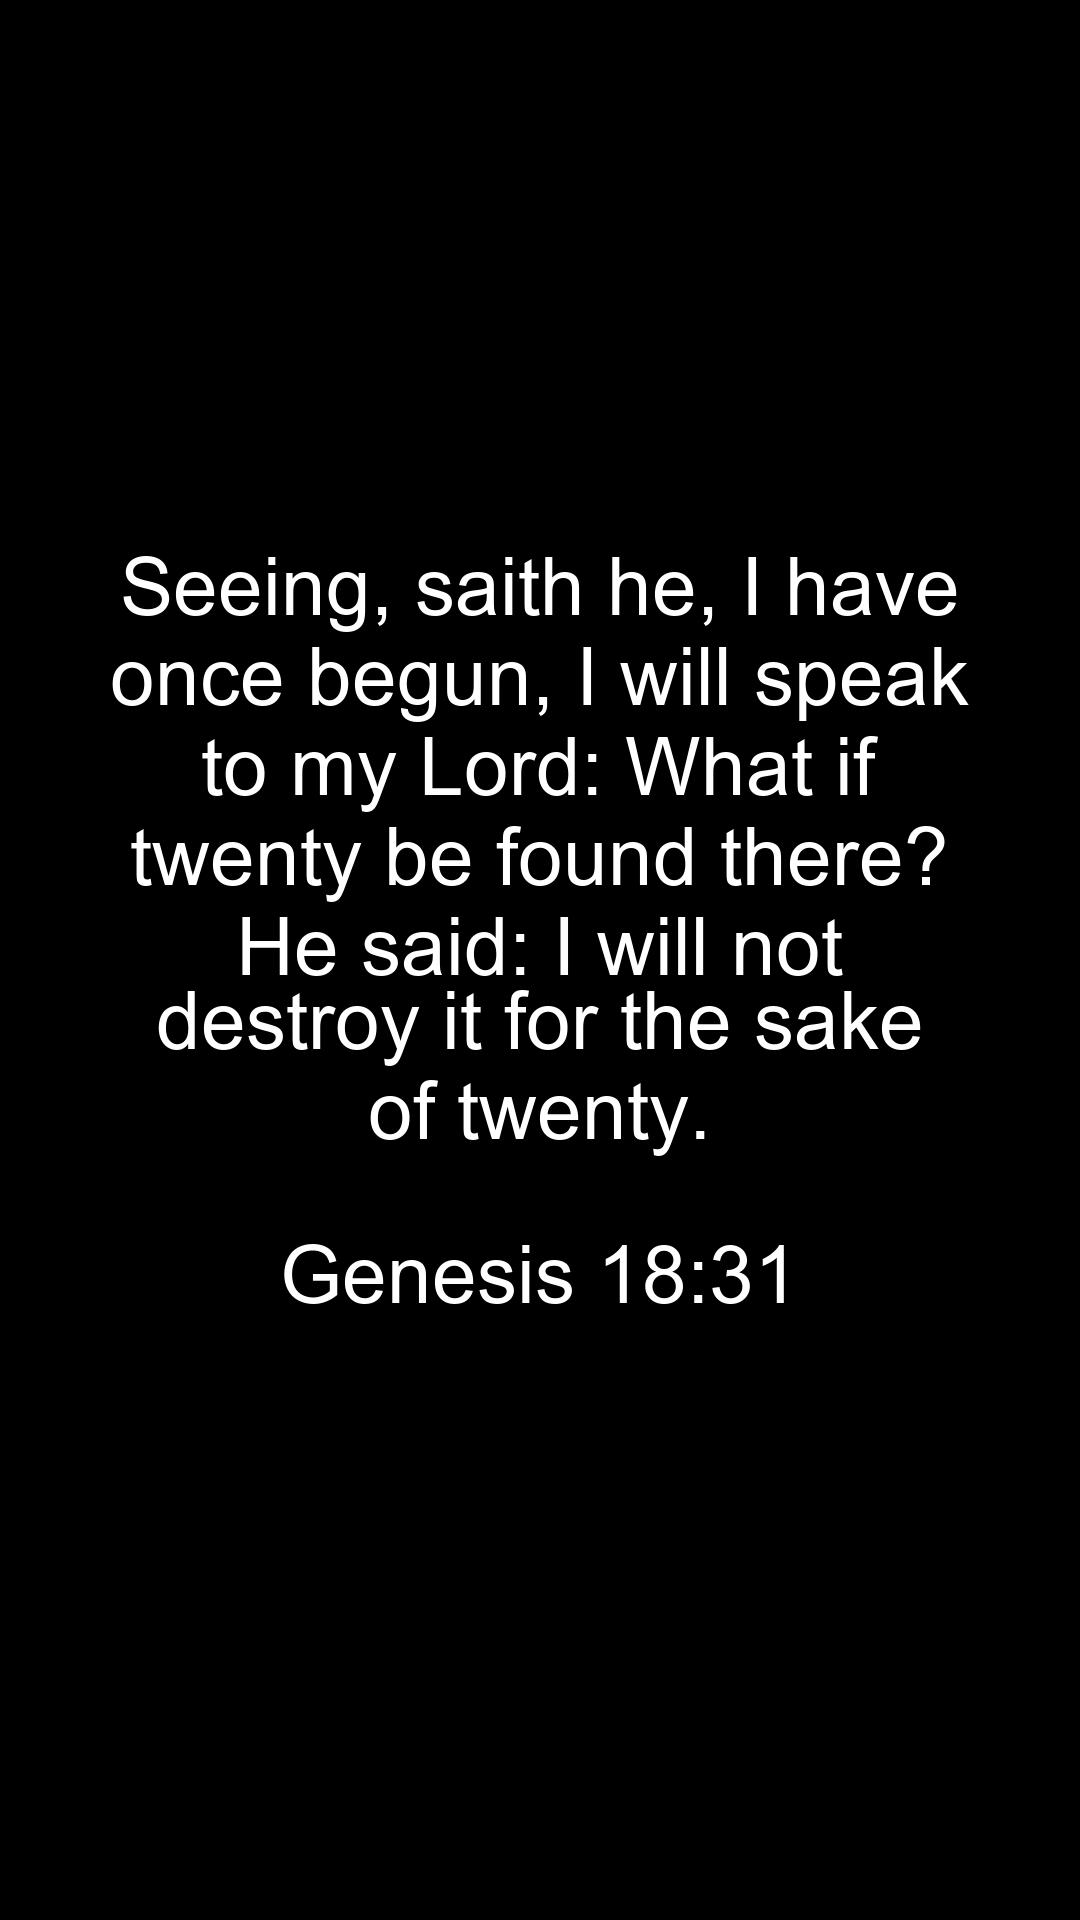 Seeing, saith he, I have
once begun, I will speak
to my Lord: What if
twenty be found there?
He said: I will not
destroy it for the sake
of twenty.
Genesis 18:31